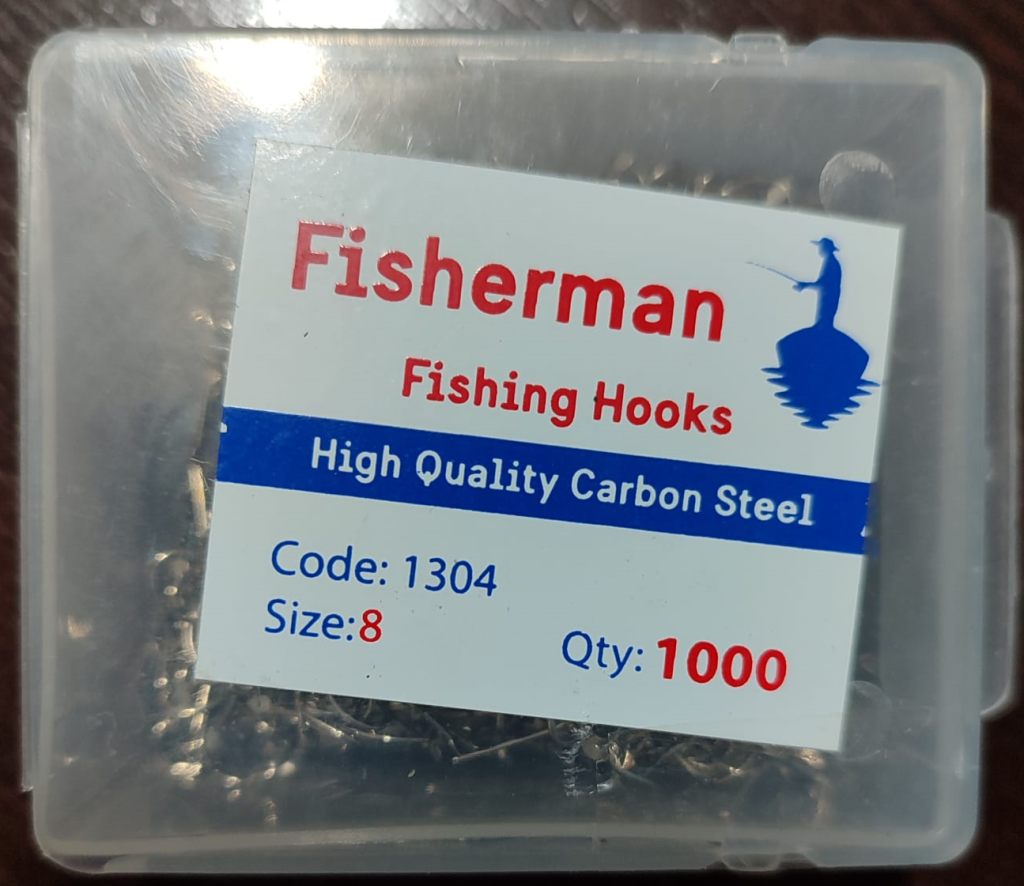 Fisherman
Fishing Hooks
High Quality Carbon Steel
Code: 1304
Size:8
Qty: 1000